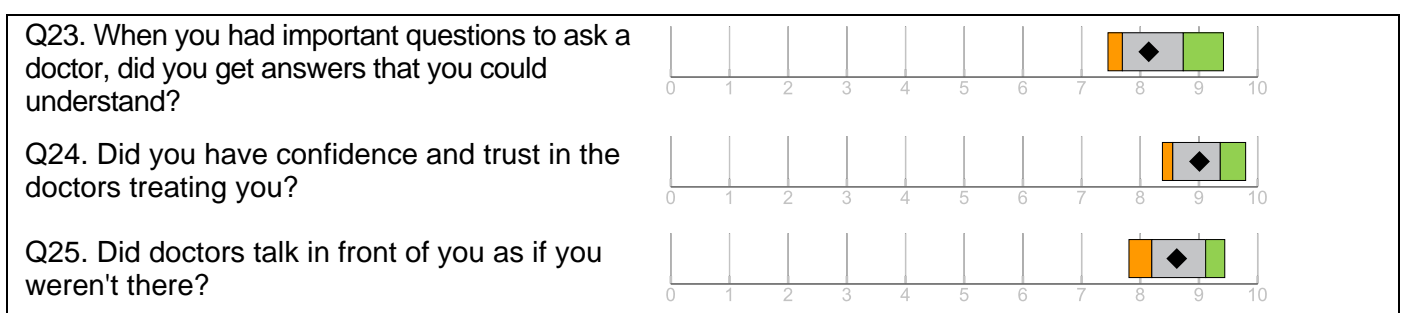 Q23. When you had important questions to ask a
doctor, did you get answers that you could
understand?
0 1 2 3 4 5 6 7 8 9 10
Q24. Did you have confidence and trust in the
doctors treating you?
0 1 2 3 4 5 6 7 8 9 10
Q25. Did doctors talk in front of you as if you
weren't there?
0 1 2 3 4 5 6 7 8 9 10